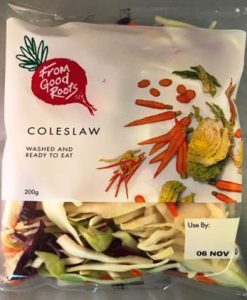 From
Good
Roots
COLESLAW
WASHED AND
READY TO EAT
200g
Use By:
06 NOV